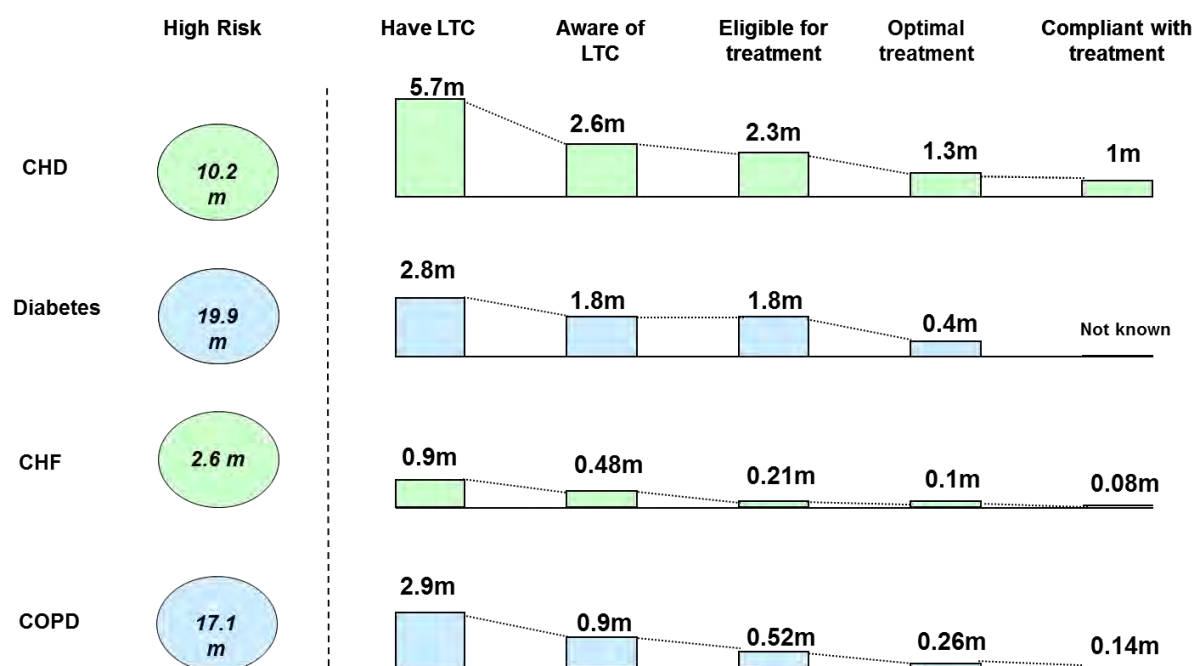 High Risk
Have LTC
Aware of
LTC
Eligible for
treatment
Optimal
treatment
Compliant with
treatment
CHD
10.2
m
5.7m
2.6m
2.3m
1.3m
1m
Diabetes
19.9
m
2.8m
1.8m
1.8m
0.4m
Not known
CHF
2.6 m
0.9m
0.48m
0.21m
0.1m
0.08m
COPD
17.1
m
2.9m
0.9m
0.52m
0.26m
0.14m